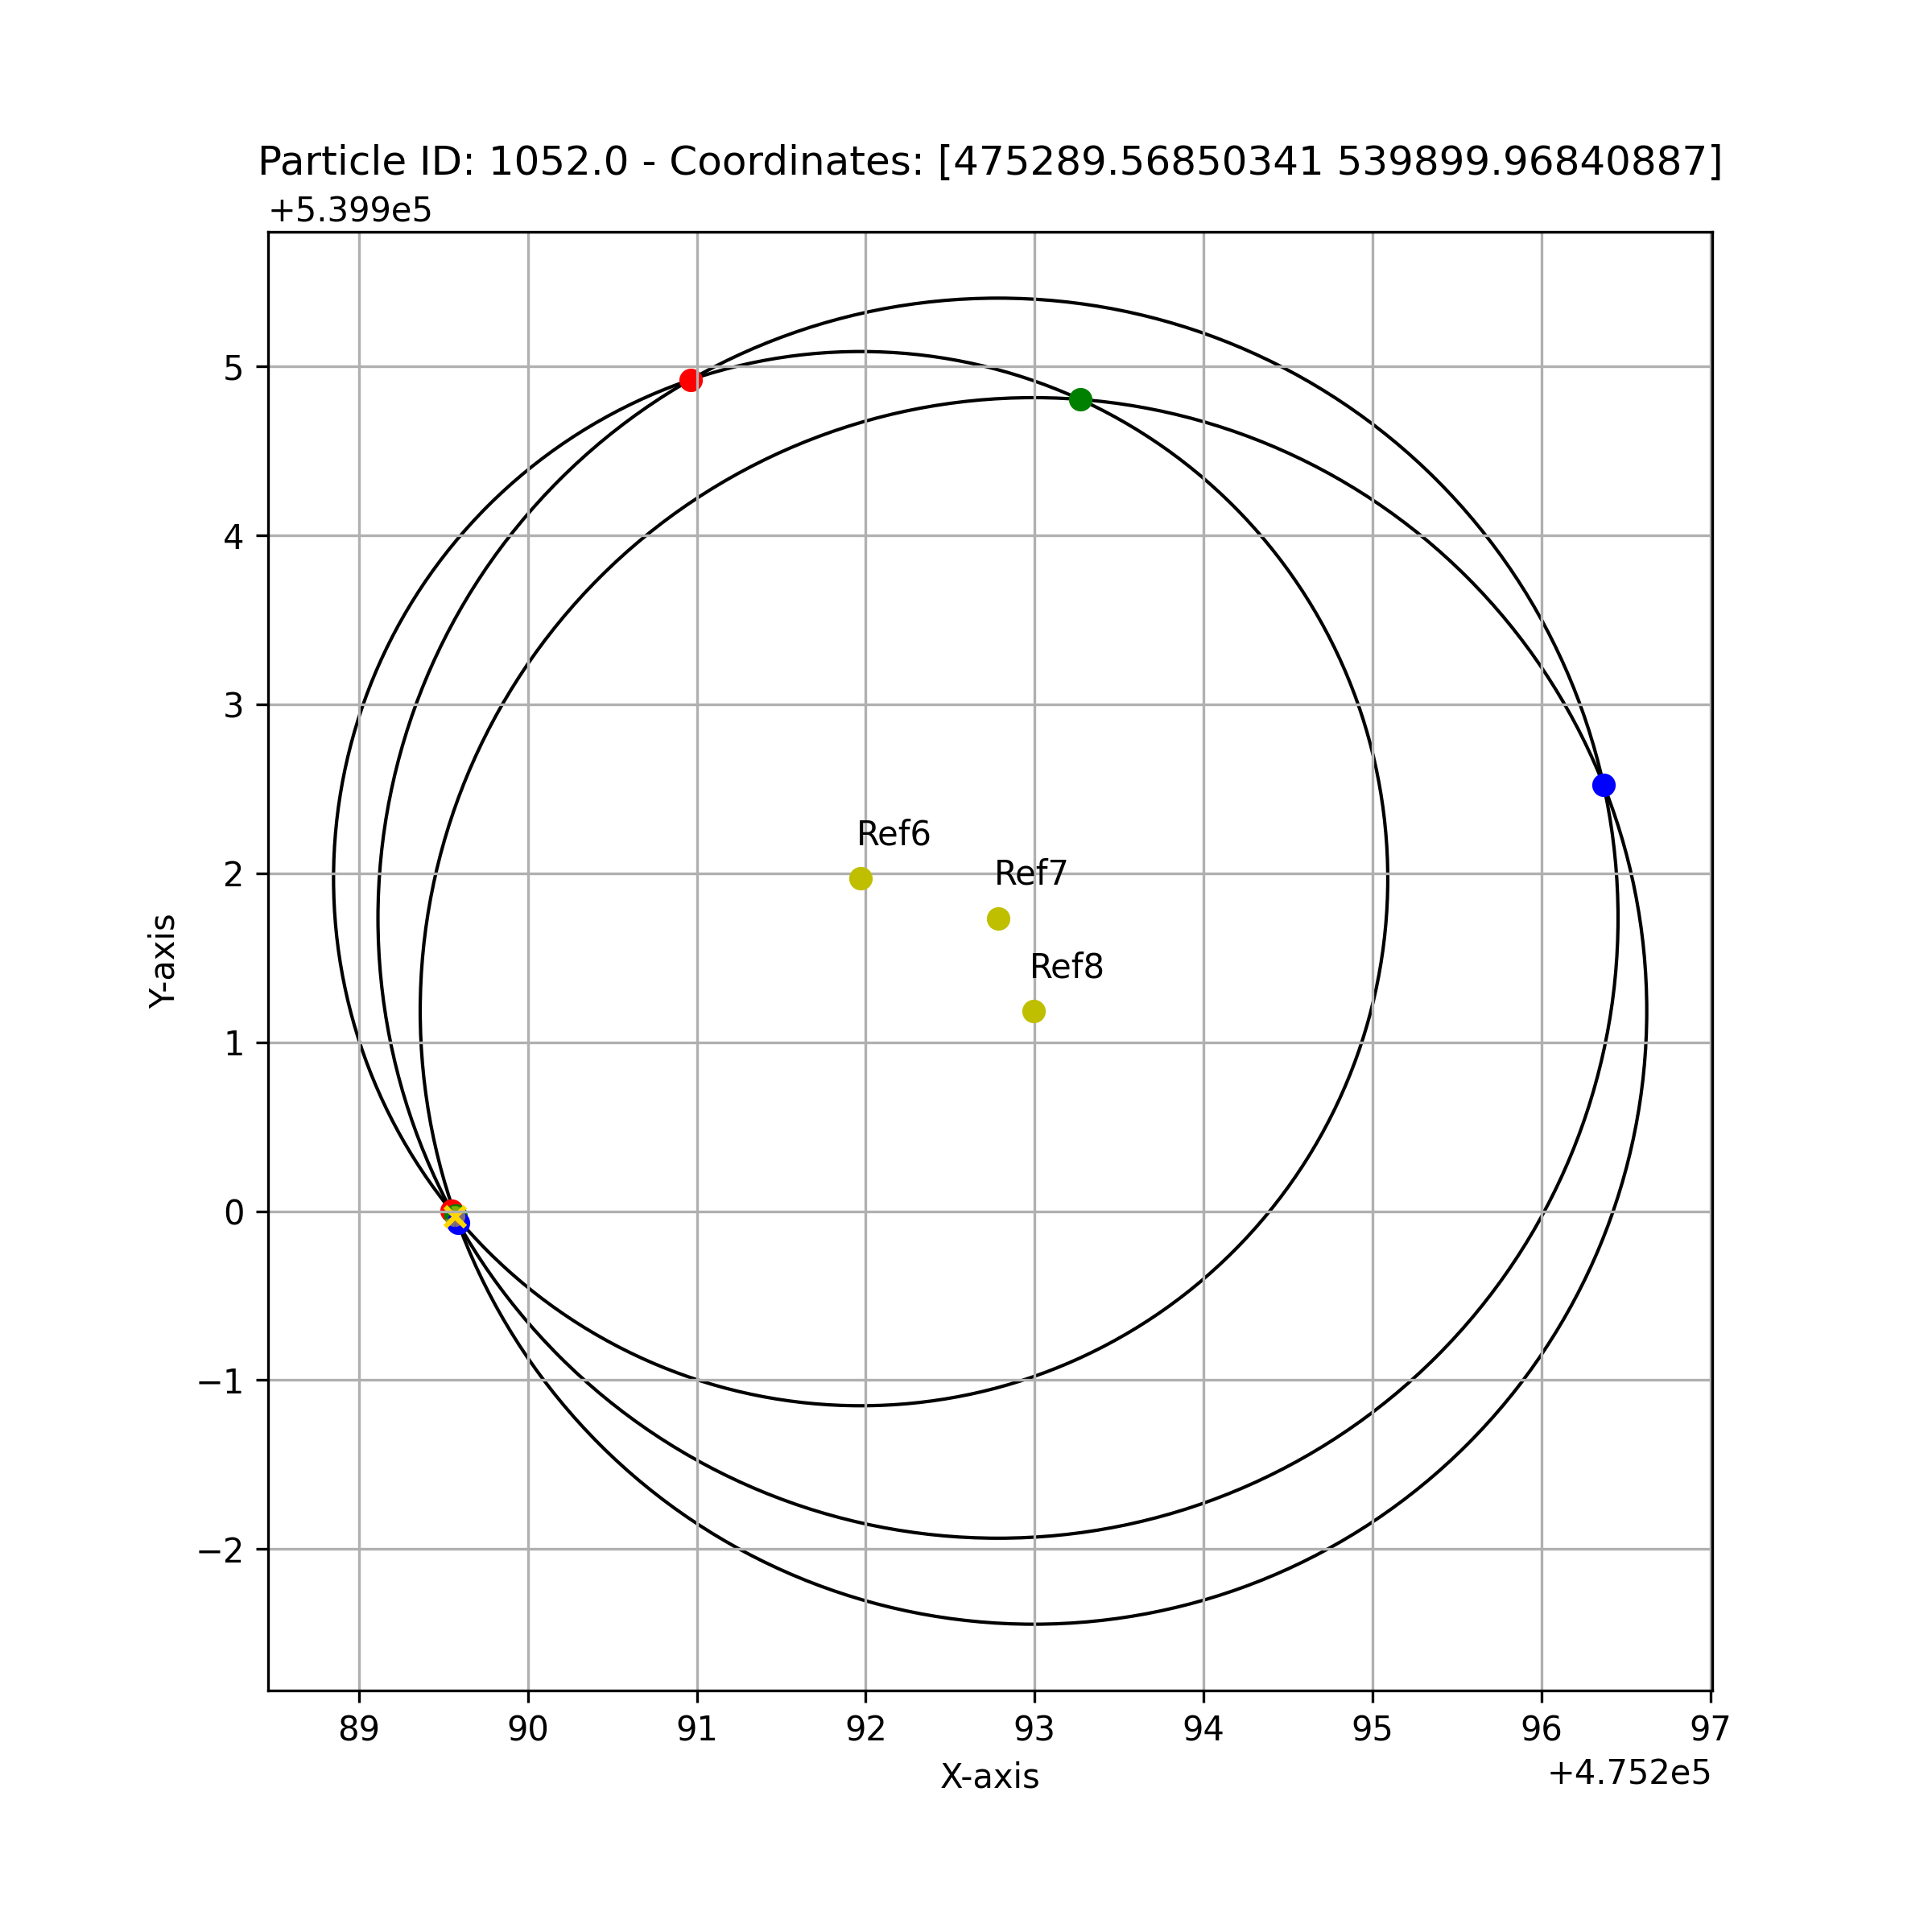 Particle ID: 1052.0 - Coordinates: [475289.56850341 539899.96840887]
+5.399e5
5
4
3
Ref6
Ref7
2
Ref8
Y-axis
1
0
−1
−2
89 90 91 92 93 94 95 96 97
X-axis
+4.752e5